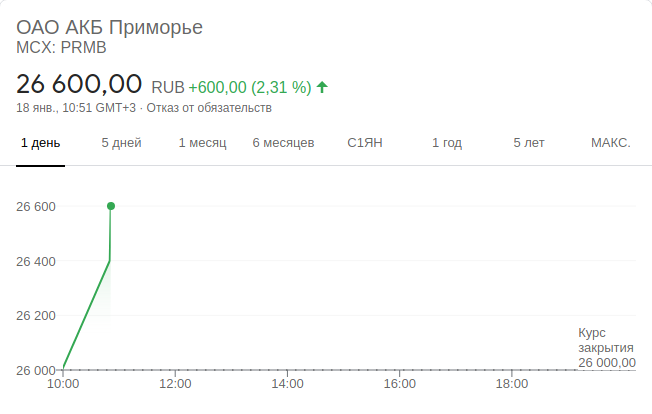 ОАО АКБ Приморье
MCX: PRMB
26 600,00 RUB +600,00 (2,31 %)
18 янв., 10:51 GMT+3 · Отказ от обязательств
1 день 5 дней 1 месяц 6 месяцев С1ЯН 1 год 5 лет МАКС.
26 600
26 400
26 200
Курс
закрытия
26 000,00
26 000
10:00 12:00 14:00 16:00 18:00